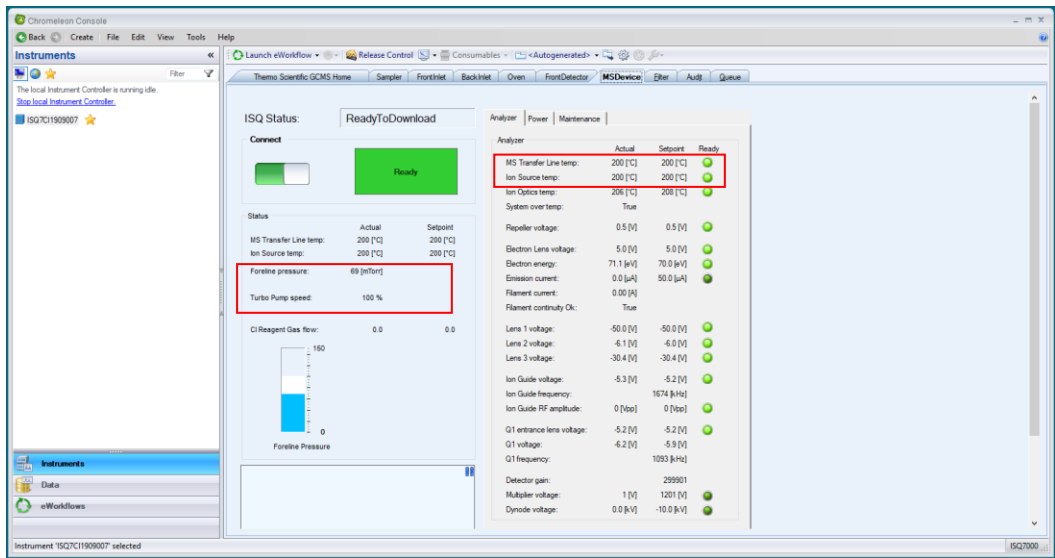 Chromeleon Console
Back Create File Edit View Tools Help
Instruments «
Launch eWorkflow Release Control Consumables <Autogenerated>
Filter
Thermo Scientific GCMS Home Sampler FrontInlet BackInlet Oven FrontDetector MSDevice Filter Audit Queue
The local Instrument Controller is running idle.
Stop local Instrument Controller.
ISQ7CI1909007
ISQ Status: ReadyToDownload
Connect
Ready
Status
Actual Setpoint
MS Transfer Line temp: 200 [°C] 200 [°C]
Ion Source temp: 200 [°C] 200 [°C]
Foreline pressure: 69 [mTorr]
Turbo Pump speed: 100 %
CI Reagent Gas flow: 0.0 0.0
160
0
Foreline Pressure
Analyzer Power Maintenance
Analyzer
Actual Setpoint Ready
MS Transfer Line temp: 200 [°C] 200 [°C]
Ion Source temp: 200 [°C] 200 [°C]
Ion Optics temp: 206 [°C] 208 [°C]
System over temp: True
Repeller voltage: 0.5 [V] 0.5 [V]
Electron Lens voltage: 5.0 [V] 5.0 [V]
Electron energy: 71.1 [eV] 70.0 [eV]
Emission current: 0.0 [µA] 50.0 [µA]
Filament current: 0.00 [A]
Filament continuity Ok: True
Lens 1 voltage: -50.0 [V] -50.0 [V]
Lens 2 voltage: -6.1 [V] -6.0 [V]
Lens 3 voltage: -30.4 [V] -30.4 [V]
Ion Guide voltage: -5.3 [V] -5.2 [V]
Ion Guide frequency: 1674 [kHz]
Ion Guide RF amplitude: 0 [Vpp] 0 [Vpp]
Q1 entrance lens voltage: -5.2 [V] -5.2 [V]
Q1 voltage: -6.2 [V] -5.9 [V]
Q1 frequency: 1093 [kHz]
Detector gain: 299901
Multiplier voltage: 1 [V] 1201 [V]
Dynode voltage: 0.0 [kV] -10.0 [kV]
Instruments
Data
eWorkflows
Instrument 'ISQ7CI1909007' selected
ISQ7000